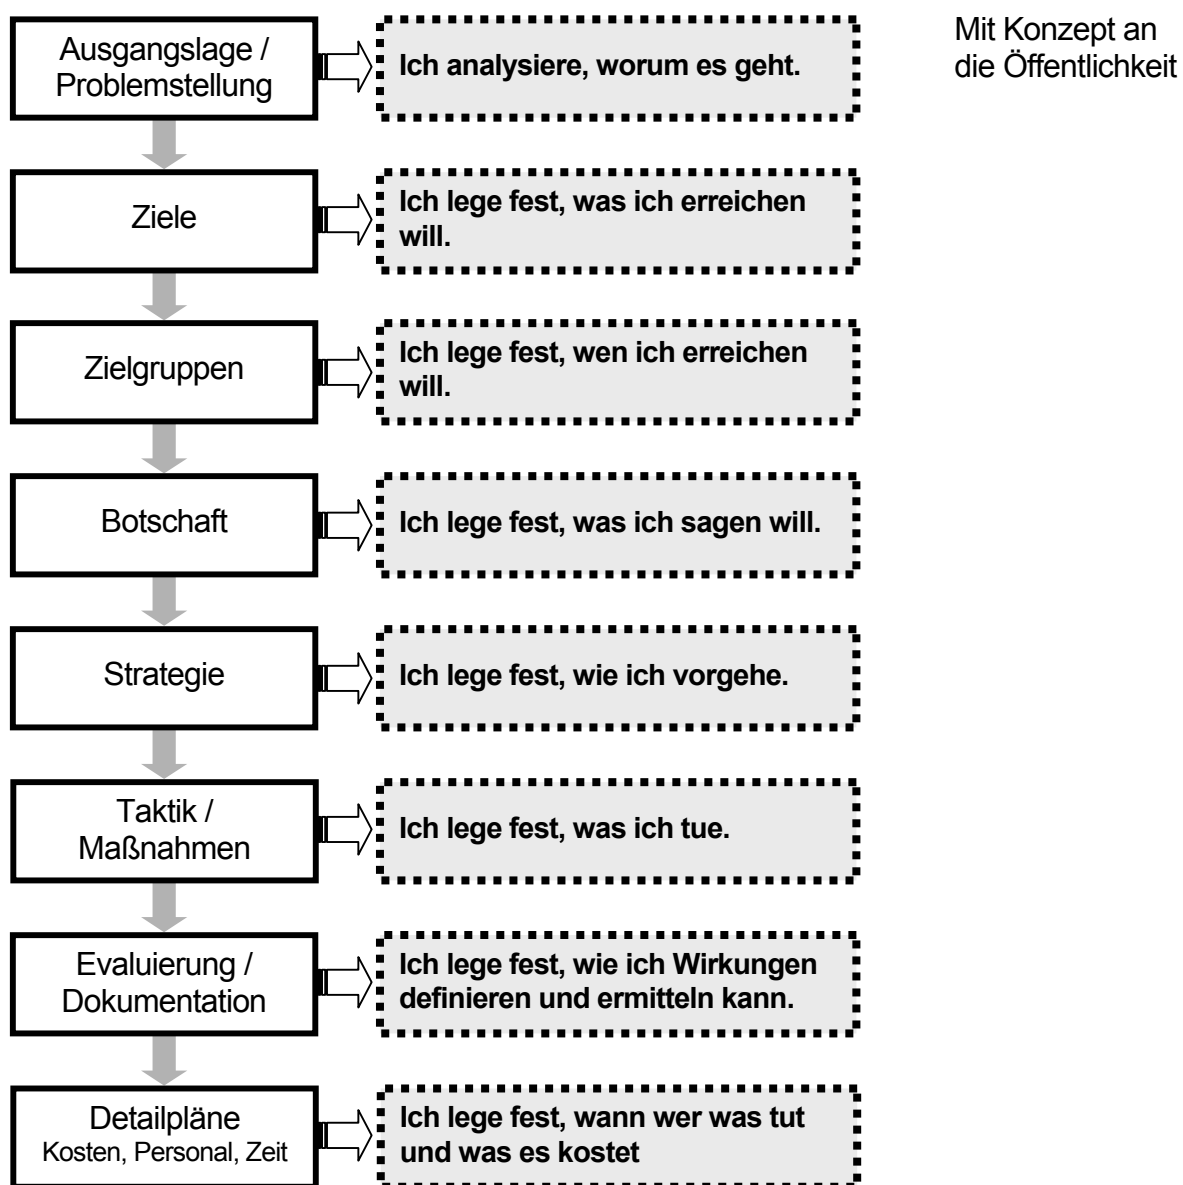 Mit Konzept an
die Öffentlichkeit
Ausgangslage /
Problemstellung
Ich analysiere, worum es geht.
Ziele
Ich lege fest, was ich erreichen
will.
Zielgruppen
Ich lege fest, wen ich erreichen
will.
Botschaft
Ich lege fest, was ich sagen will.
Strategie
Ich lege fest, wie ich vorgehe.
Taktik /
Maßnahmen
Ich lege fest, was ich tue.
Evaluierung /
Dokumentation
Ich lege fest, wie ich Wirkungen
definieren und ermitteln kann.
Detailpläne
Kosten, Personal, Zeit
Ich lege fest, wann wer was tut
und was es kostet